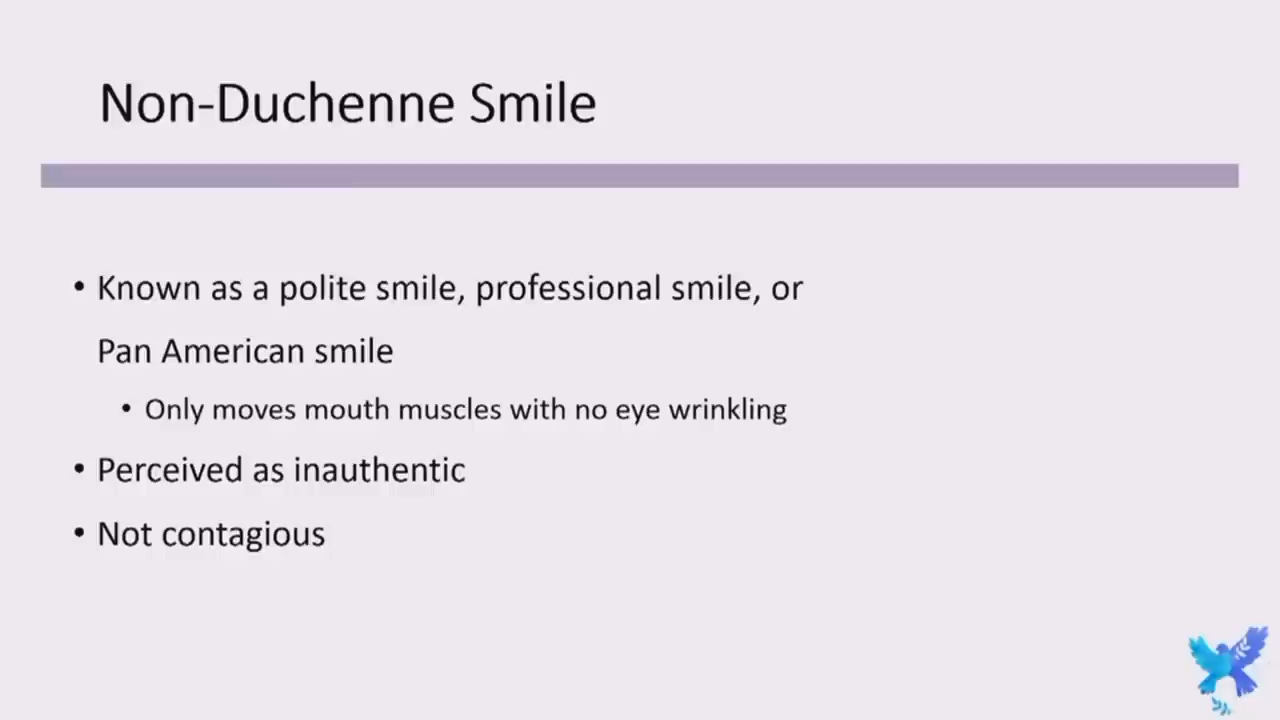 Non-Duchenne Smile
• Known as a polite smile, professional smile, or
Pan American smile
• Only moves mouth muscles with no eye wrinkling
• Perceived as inauthentic
• Not contagious